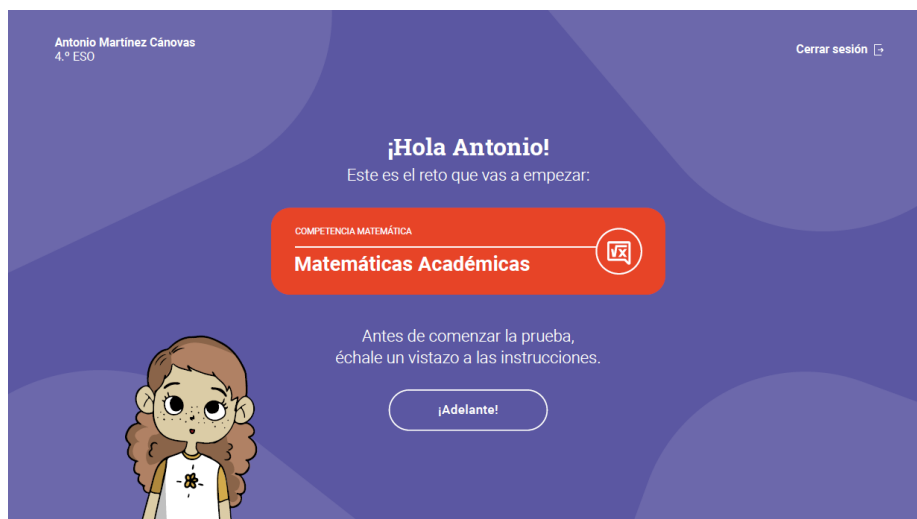 Antonio Martínez Cánovas
4.º ESO
Cerrar sesión
¡Hola Antonio!
Este es el reto que vas a empezar:
COMPETENCIA MATEMÁTICA
Matemáticas Académicas
√x
Antes de comenzar la prueba,
échale un vistazo a las instrucciones.
¡Adelante!